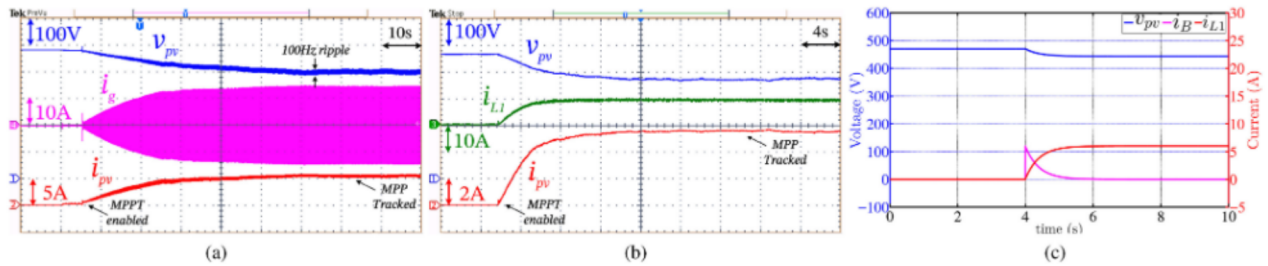 Tek PreVu
100V
v_pv
10s
100Hz ripple
i_g
10A
i_pv
5A
MPPT
enabled
MPP
Tracked
(a)
Tek Stop
100V
v_pv
4s
i_L1
10A
i_pv
2A
MPPT
enabled
MPP
Tracked
(b)
v_pv i_B i_L1
Voltage (V)
600
500
400
300
200
100
0
−100
30
25
20
15
10
5
0
−5
Current (A)
0 2 4 6 8 10
time (s)
(c)